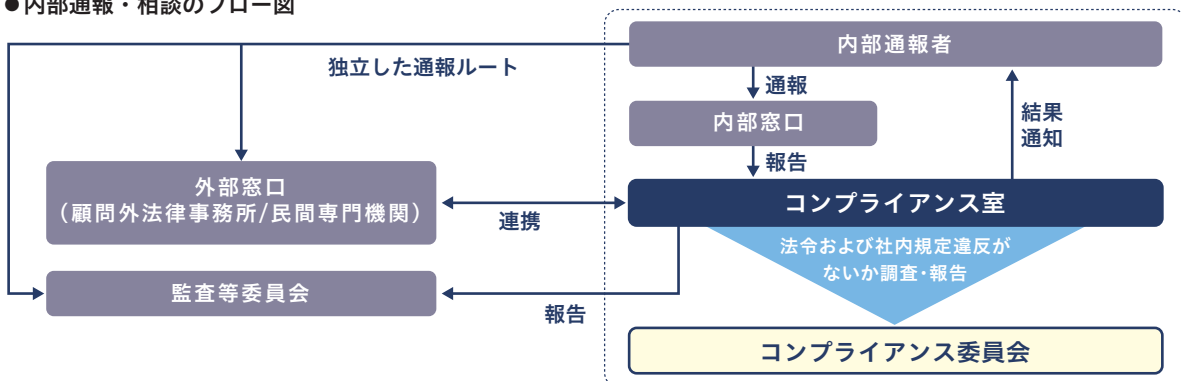 ●内部通報・相談のフロー図
内部通報者
独立した通報ルート
通報
内部窓口
結果
通知
報告
外部窓口
（顧問外法律事務所/民間専門機関）
連携
コンプライアンス室
法令および社内規定違反が
ないか調査・報告
監査等委員会
報告
コンプライアンス委員会